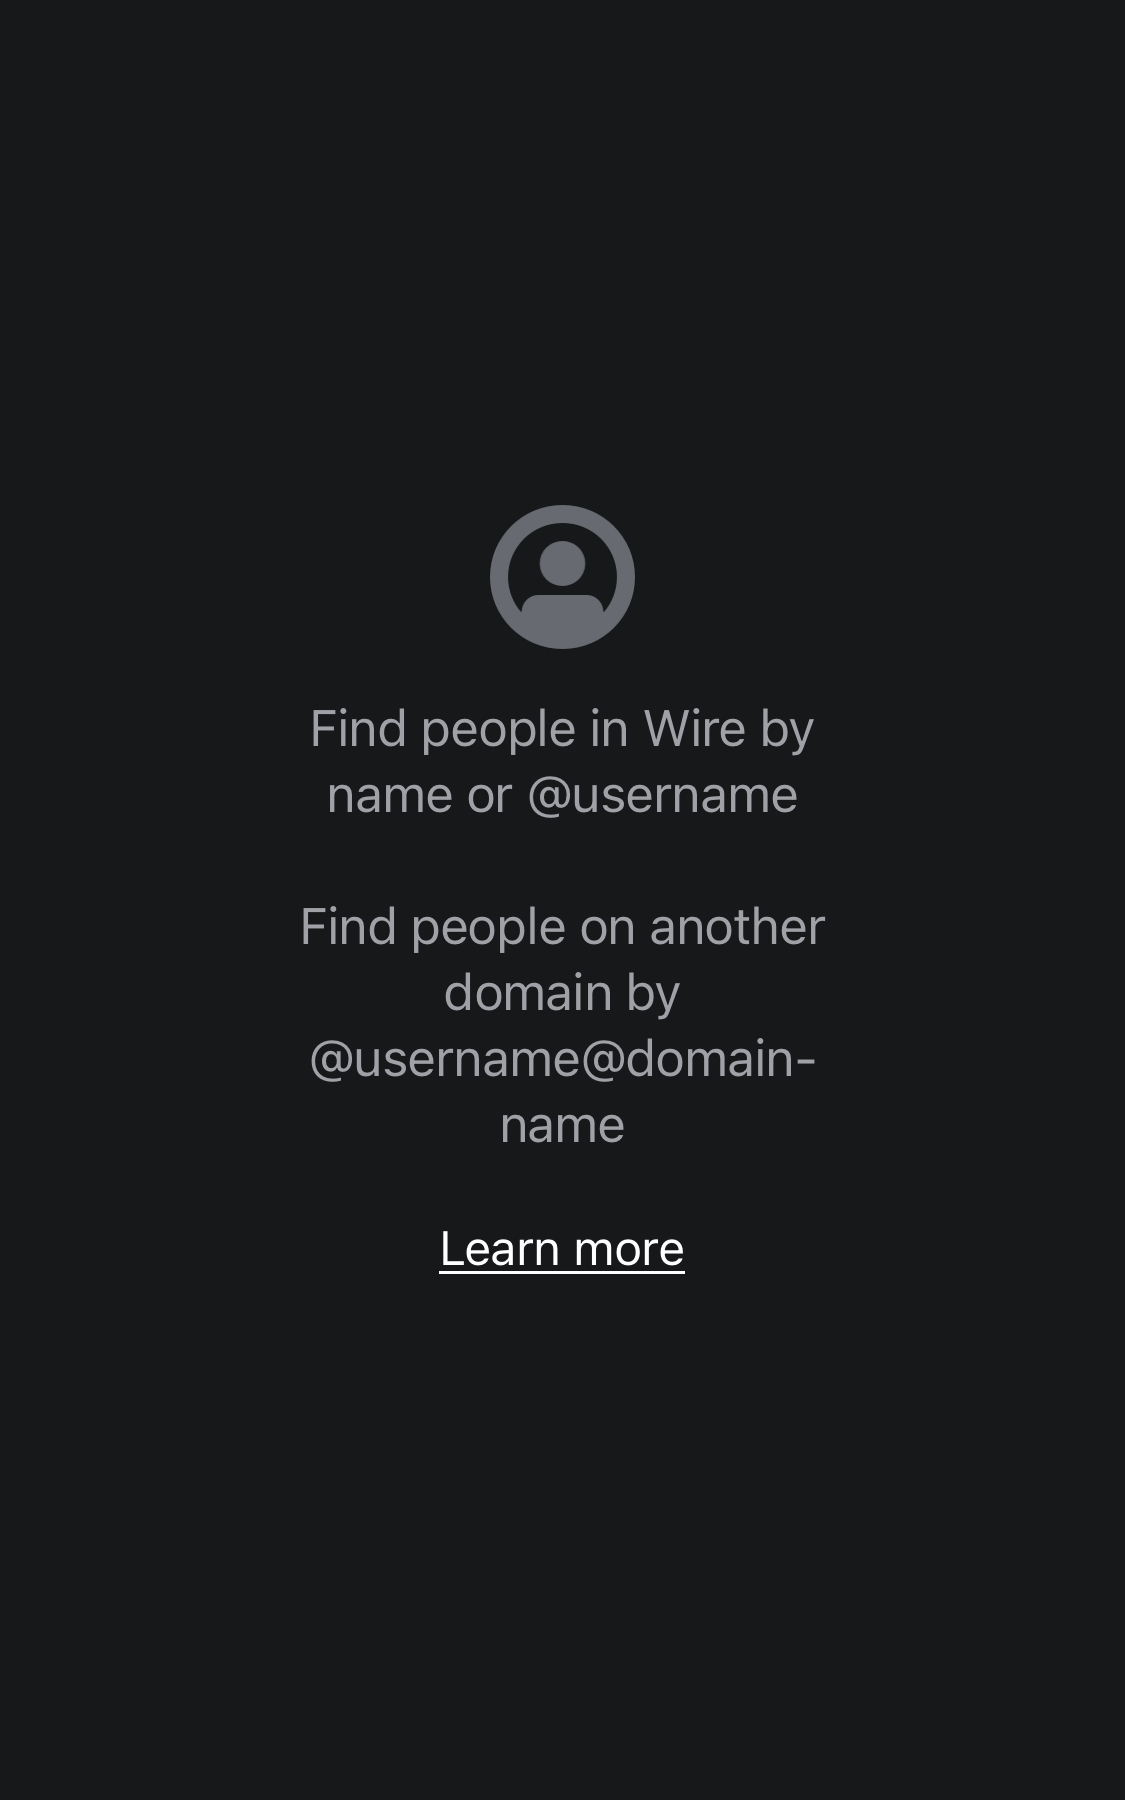 Find people in Wire by
name or @username
Find people on another
domain by
@username@domain-
name
Learn more